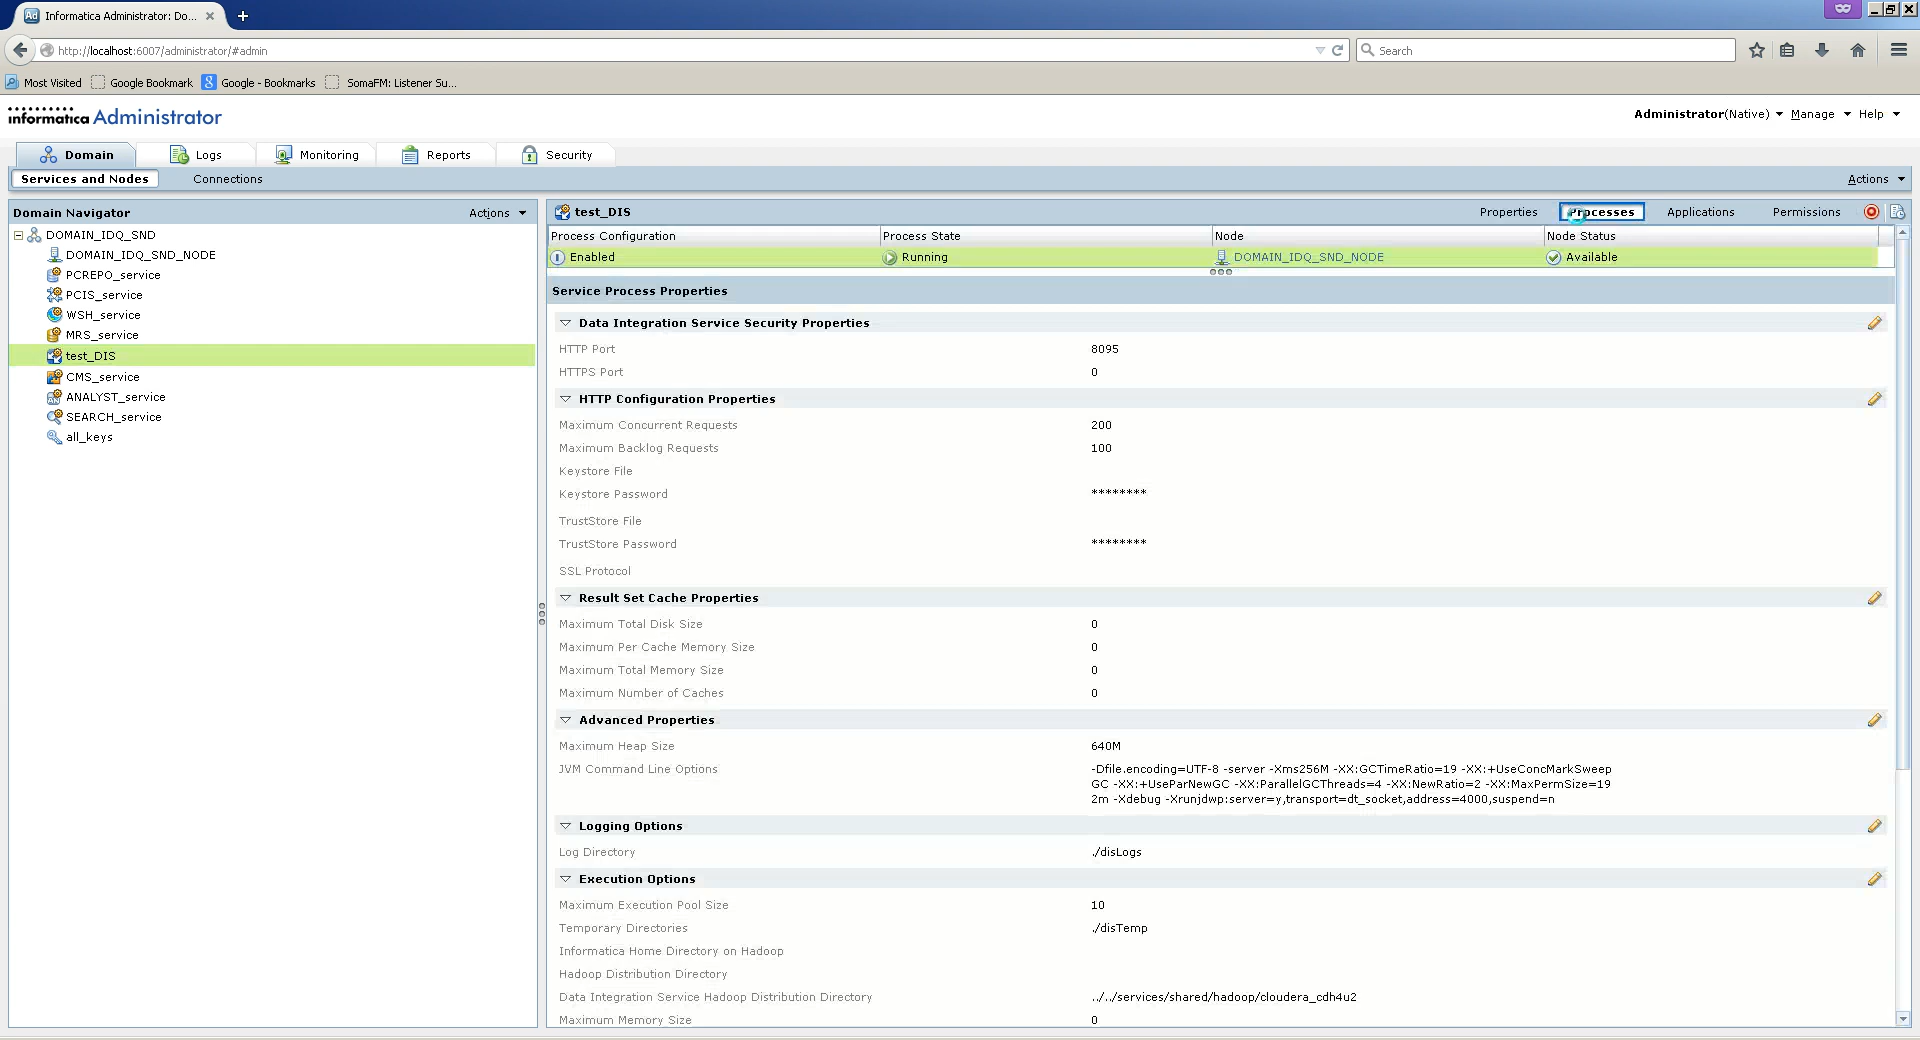 Informatica Administrator: Do...
http://localhost:6007/administrator/#admin
Search
Most Visited
Google Bookmark
Google - Bookmarks
SomaFM: Listener Su...
informatica Administrator
Administrator(Native)
Manage
Help
Domain
Logs
Monitoring
Reports
Security
Services and Nodes
Connections
Actions
Domain Navigator
Actions
DOMAIN_IDQ_SND
DOMAIN_IDQ_SND_NODE
PCREPO_service
PCIS_service
WSH_service
MRS_service
test_DIS
CMS_service
ANALYST_service
SEARCH_service
all_keys
test_DIS
Properties
Processes
Applications
Permissions
Process Configuration
Process State
Node
Node Status
Enabled
Running
DOMAIN_IDQ_SND_NODE
Available
Service Process Properties
Data Integration Service Security Properties
HTTP Port 8095
HTTPS Port 0
HTTP Configuration Properties
Maximum Concurrent Requests 200
Maximum Backlog Requests 100
Keystore File
Keystore Password ********
TrustStore File
TrustStore Password ********
SSL Protocol
Result Set Cache Properties
Maximum Total Disk Size 0
Maximum Per Cache Memory Size 0
Maximum Total Memory Size 0
Maximum Number of Caches 0
Advanced Properties
Maximum Heap Size 640M
JVM Command Line Options -Dfile.encoding=UTF-8 -server -Xms256M -XX:GCTimeRatio=19 -XX:+UseConcMarkSweep
GC -XX:+UseParNewGC -XX:ParallelGCThreads=4 -XX:NewRatio=2 -XX:MaxPermSize=19
2m -Xdebug -Xrunjdwp:server=y,transport=dt_socket,address=4000,suspend=n
Logging Options
Log Directory ./disLogs
Execution Options
Maximum Execution Pool Size 10
Temporary Directories ./disTemp
Informatica Home Directory on Hadoop
Hadoop Distribution Directory
Data Integration Service Hadoop Distribution Directory ../../services/shared/hadoop/cloudera_cdh4u2
Maximum Memory Size 0